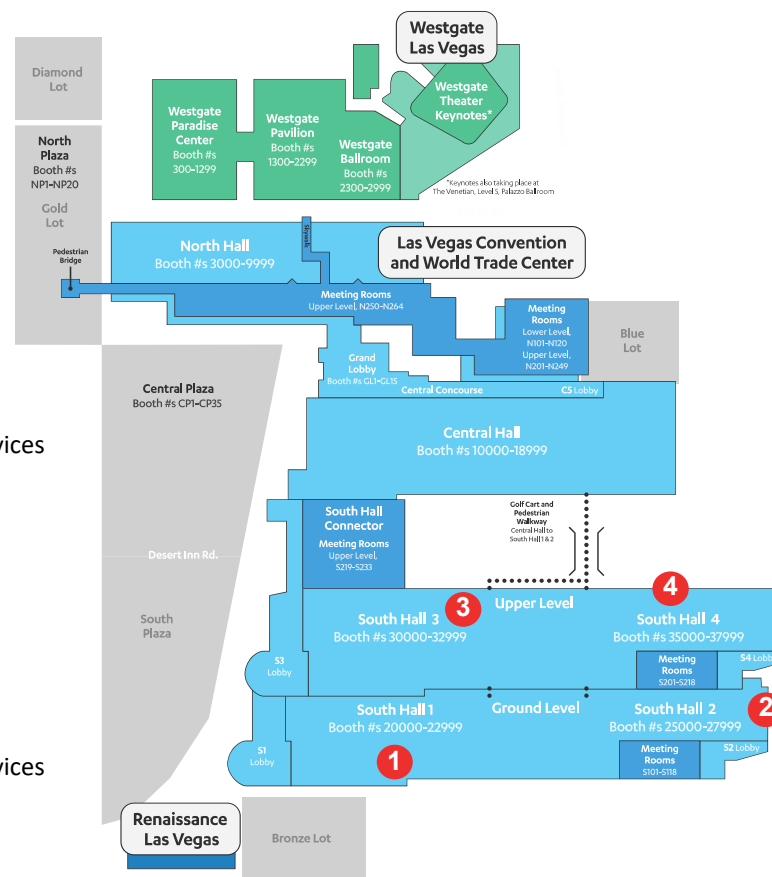 Westgate
Las Vegas
Diamond
Lot
Westgate
Theater
Keynotes*
Westgate
Paradise
Center
Booth #s
300-1299
Westgate
Pavilion
Booth #s
1300-2299
Westgate
Ballroom
Booth #s
2300-2999
North
Plaza
Booth #s
NP1-NP20
*Keynotes also taking place at
The Venetian, Level 5, Palazzo Ballroom
Gold
Lot
Pedestrian
Bridge
Skywalk
North Hall
Booth #s 3000-9999
Las Vegas Convention
and World Trade Center
Meeting Rooms
Upper Level, N250-N264
Meeting
Rooms
Lower Level,
N101-N120
Upper Level,
N201-N249
Blue
Lot
Grand
Lobby
Booth #s GL1-GL15
Central Concourse
C5 Lobby
Central Plaza
Booth #s CP1-CP35
Central Hall
Booth #s 10000-18999
vices
South Hall
Connector
Meeting Rooms
Upper Level,
S219-S233
Golf Cart and
Pedestrian
Walkway
Central Hall to
South Hall 1 & 2
Desert Inn Rd.
South
Plaza
3
Upper Level
4
South Hall 3
Booth #s 30000-32999
South Hall 4
Booth #s 35000-37999
S3
Lobby
Meeting
Rooms
S201-S218
S4 Lobb
South Hall 1
Booth #s 20000-22999
Ground Level
South Hall 2
Booth #s 25000-27999
2
S1
Lobby
1
Meeting
Rooms
S101-S118
S2 Lobby
vices
Renaissance
Las Vegas
Bronze Lot